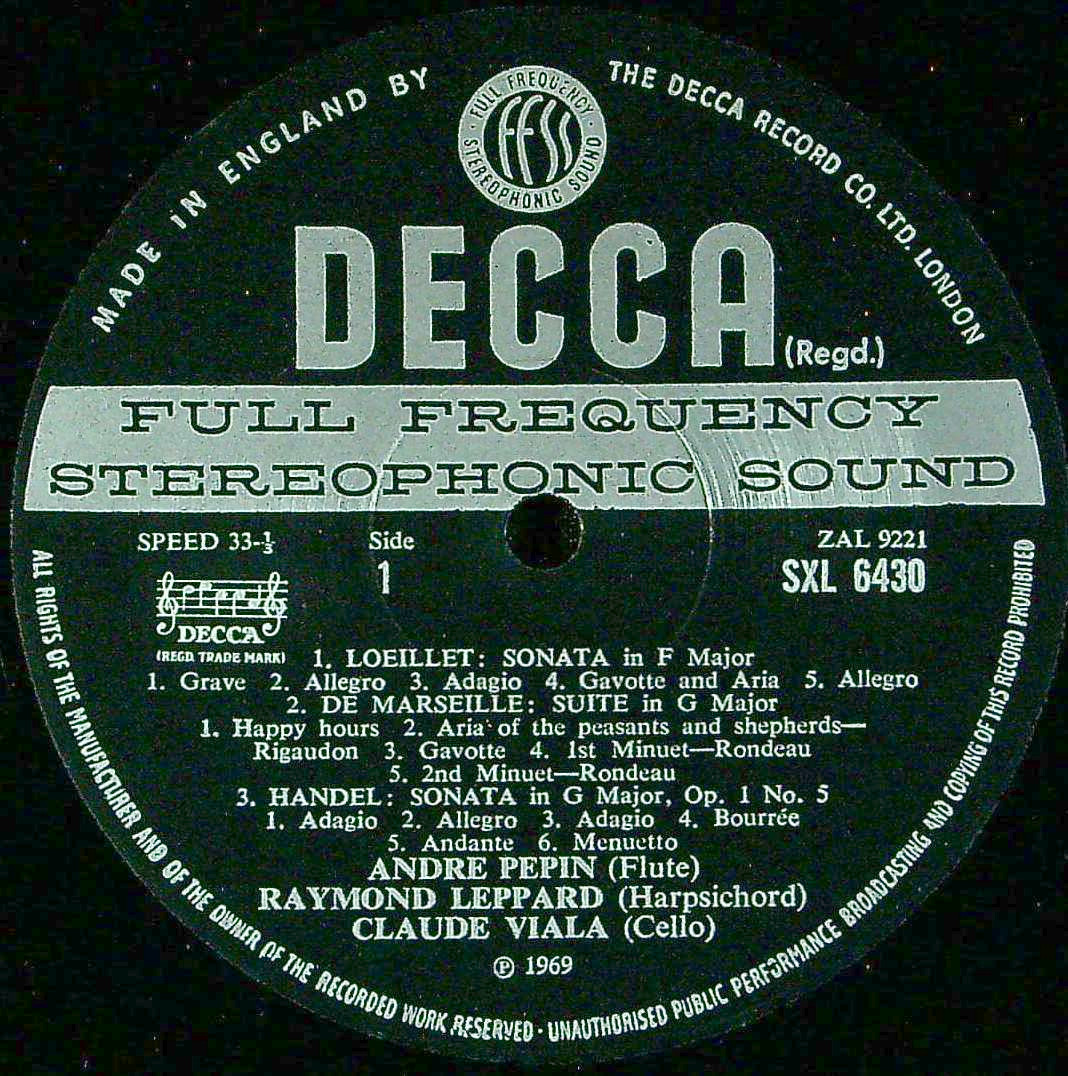 MADE IN ENGLAND BY
THE DECCA RECORD CO. LTD. LONDON
FULL FREQUENCY
STEREOPHONIC SOUND
FFSS
DECCA
(Regd.)
FULL FREQUENCY
STEREOPHONIC SOUND
SPEED 33-⅓
Side
ZAL 9221
1
SXL 6430
DECCA
(REGD. TRADE MARK)
1. LOEILLET: SONATA in F Major
1. Grave 2. Allegro 3. Adagio 4. Gavotte and Aria 5. Allegro
2. DE MARSEILLE: SUITE in G Major
1. Happy hours 2. Aria of the peasants and shepherds—
Rigaudon 3. Gavotte 4. 1st Minuet—Rondeau
5. 2nd Minuet—Rondeau
3. HANDEL: SONATA in G Major, Op. 1 No. 5
1. Adagio 2. Allegro 3. Adagio 4. Bourrée
5. Andante 6. Menuetto
ANDRE PEPIN (Flute)
RAYMOND LEPPARD (Harpsichord)
CLAUDE VIALA (Cello)
℗ 1969
ALL RIGHTS OF THE MANUFACTURER AND OF THE OWNER OF THE RECORDED WORK RESERVED · UNAUTHORISED PUBLIC PERFORMANCE BROADCASTING AND COPYING OF THIS RECORD PROHIBITED